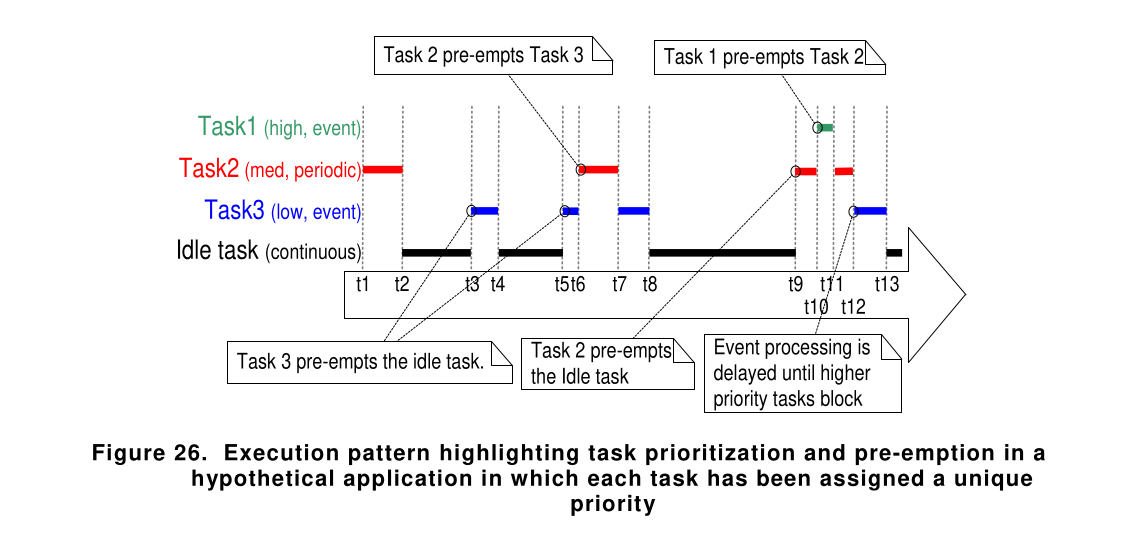 Task 2 pre-empts Task 3
Task 1 pre-empts Task 2
Task1 (high, event)
Task2 (med, periodic)
Task3 (low, event)
Idle task (continuous)
t1 t2 t3 t4 t5 t6 t7 t8 t9 t11 t13
t10 t12
Task 3 pre-empts the idle task.
Task 2 pre-empts
the Idle task
Event processing is
delayed until higher
priority tasks block
Figure 26. Execution pattern highlighting task prioritization and pre-emption in a
hypothetical application in which each task has been assigned a unique
priority